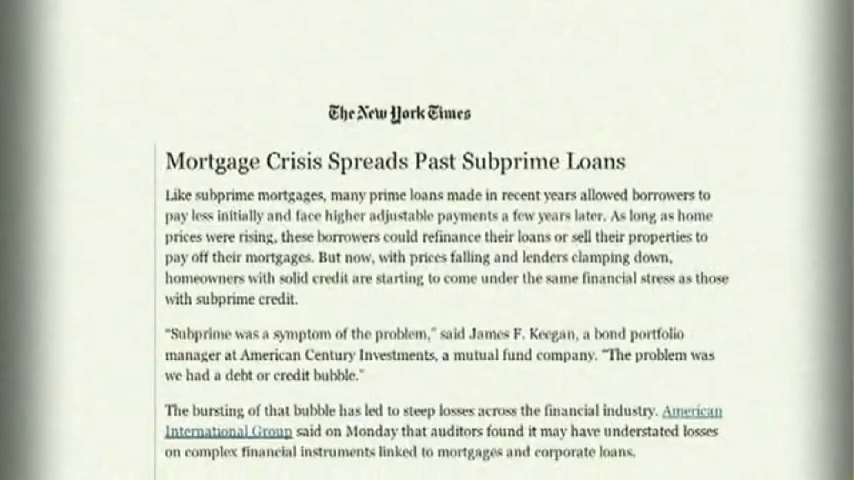 The New York Times
Mortgage Crisis Spreads Past Subprime Loans
Like subprime mortgages, many prime loans made in recent years allowed borrowers to
pay less initially and face higher adjustable payments a few years later. As long as home
prices were rising, these borrowers could refinance their loans or sell their properties to
pay off their mortgages. But now, with prices falling and lenders clamping down,
homeowners with solid credit are starting to come under the same financial stress as those
with subprime credit.
“Subprime was a symptom of the problem,” said James F. Keegan, a bond portfolio
manager at American Century Investments, a mutual fund company. “The problem was
we had a debt or credit bubble.”
The bursting of that bubble has led to steep losses across the financial industry. American
International Group said on Monday that auditors found it may have understated losses
on complex financial instruments linked to mortgages and corporate loans.